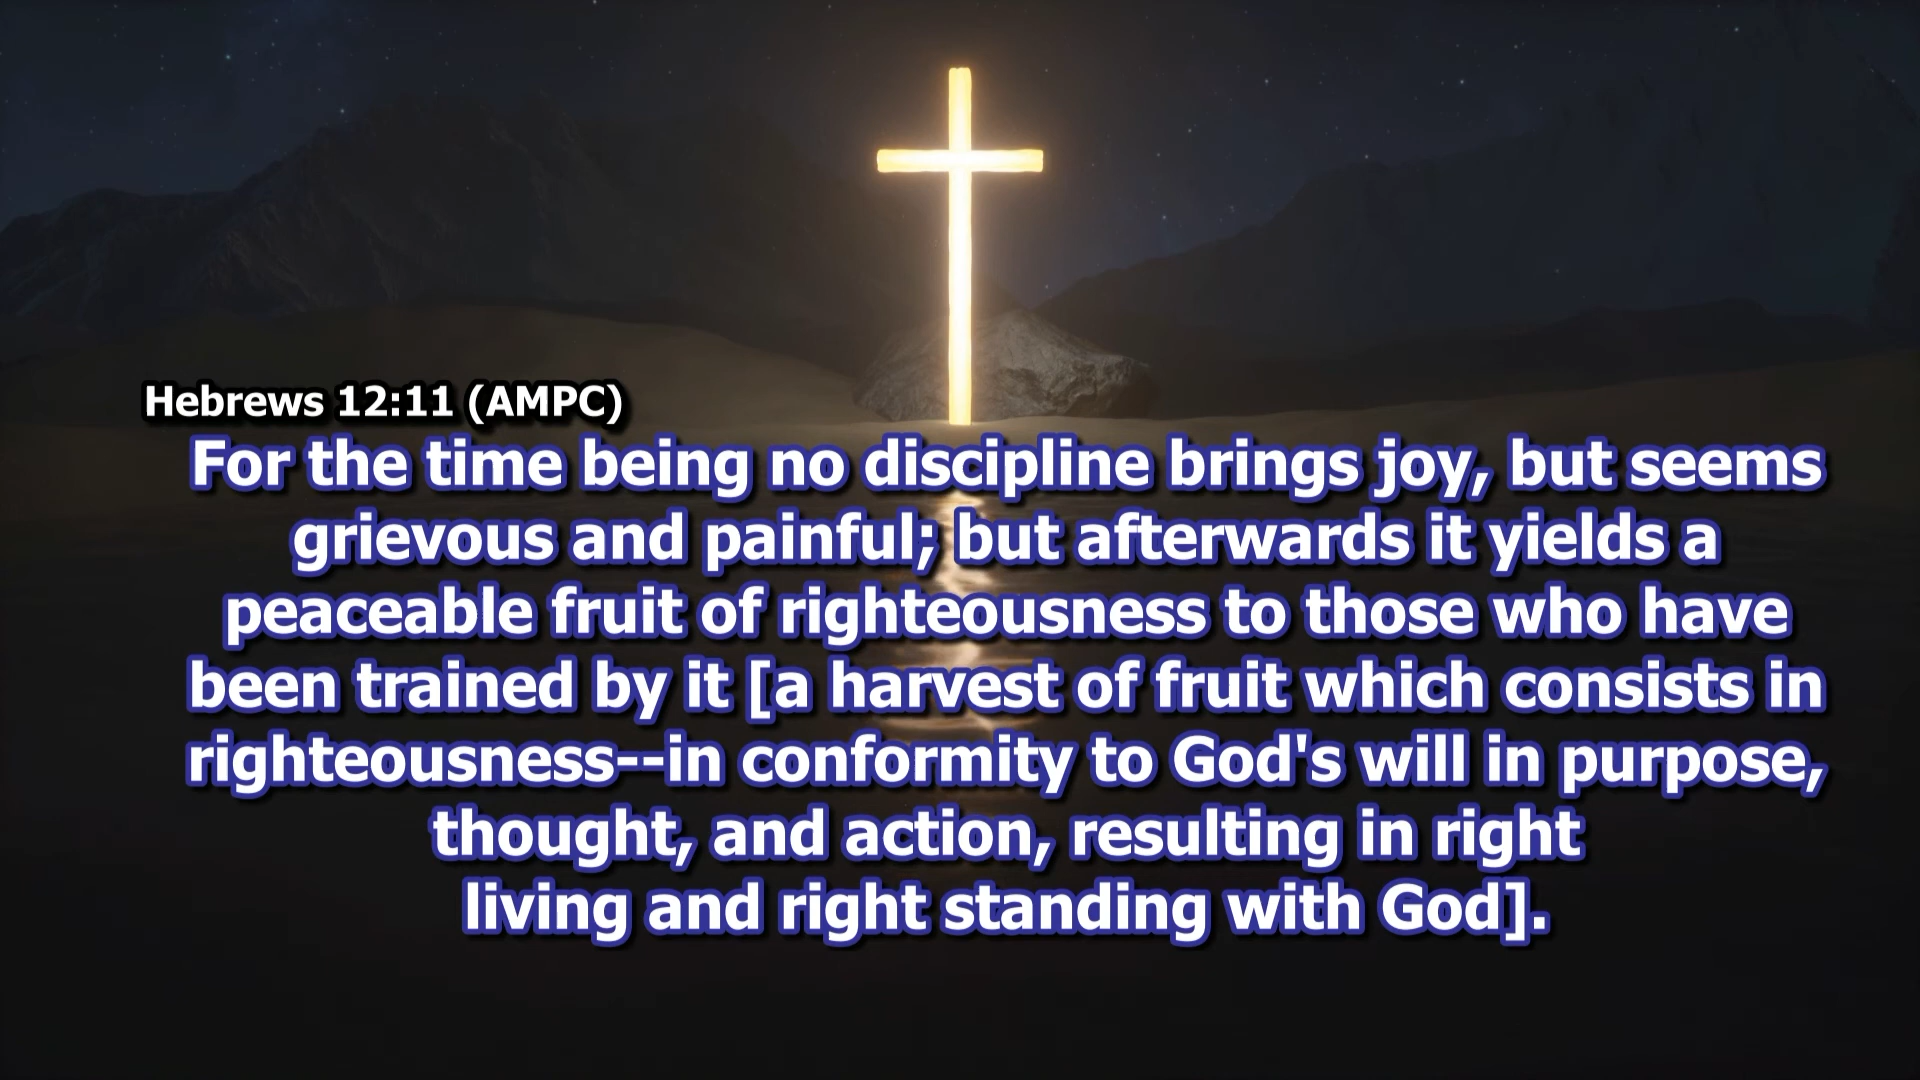 Hebrews 12:11 (AMPC)
For the time being no discipline brings joy, but seems
grievous and painful; but afterwards it yields a
peaceable fruit of righteousness to those who have
been trained by it [a harvest of fruit which consists in
righteousness--in conformity to God's will in purpose,
thought, and action, resulting in right
living and right standing with God].